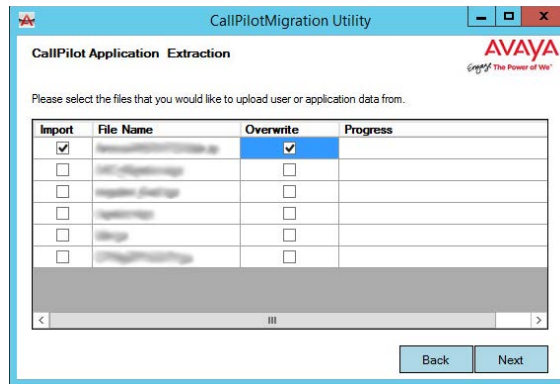 CallPilotMigration Utility
CallPilot Application Extraction
AVAYA
Engage The Power of We™
Please select the files that you would like to upload user or application data from.
Import File Name Overwrite Progress
Back Next